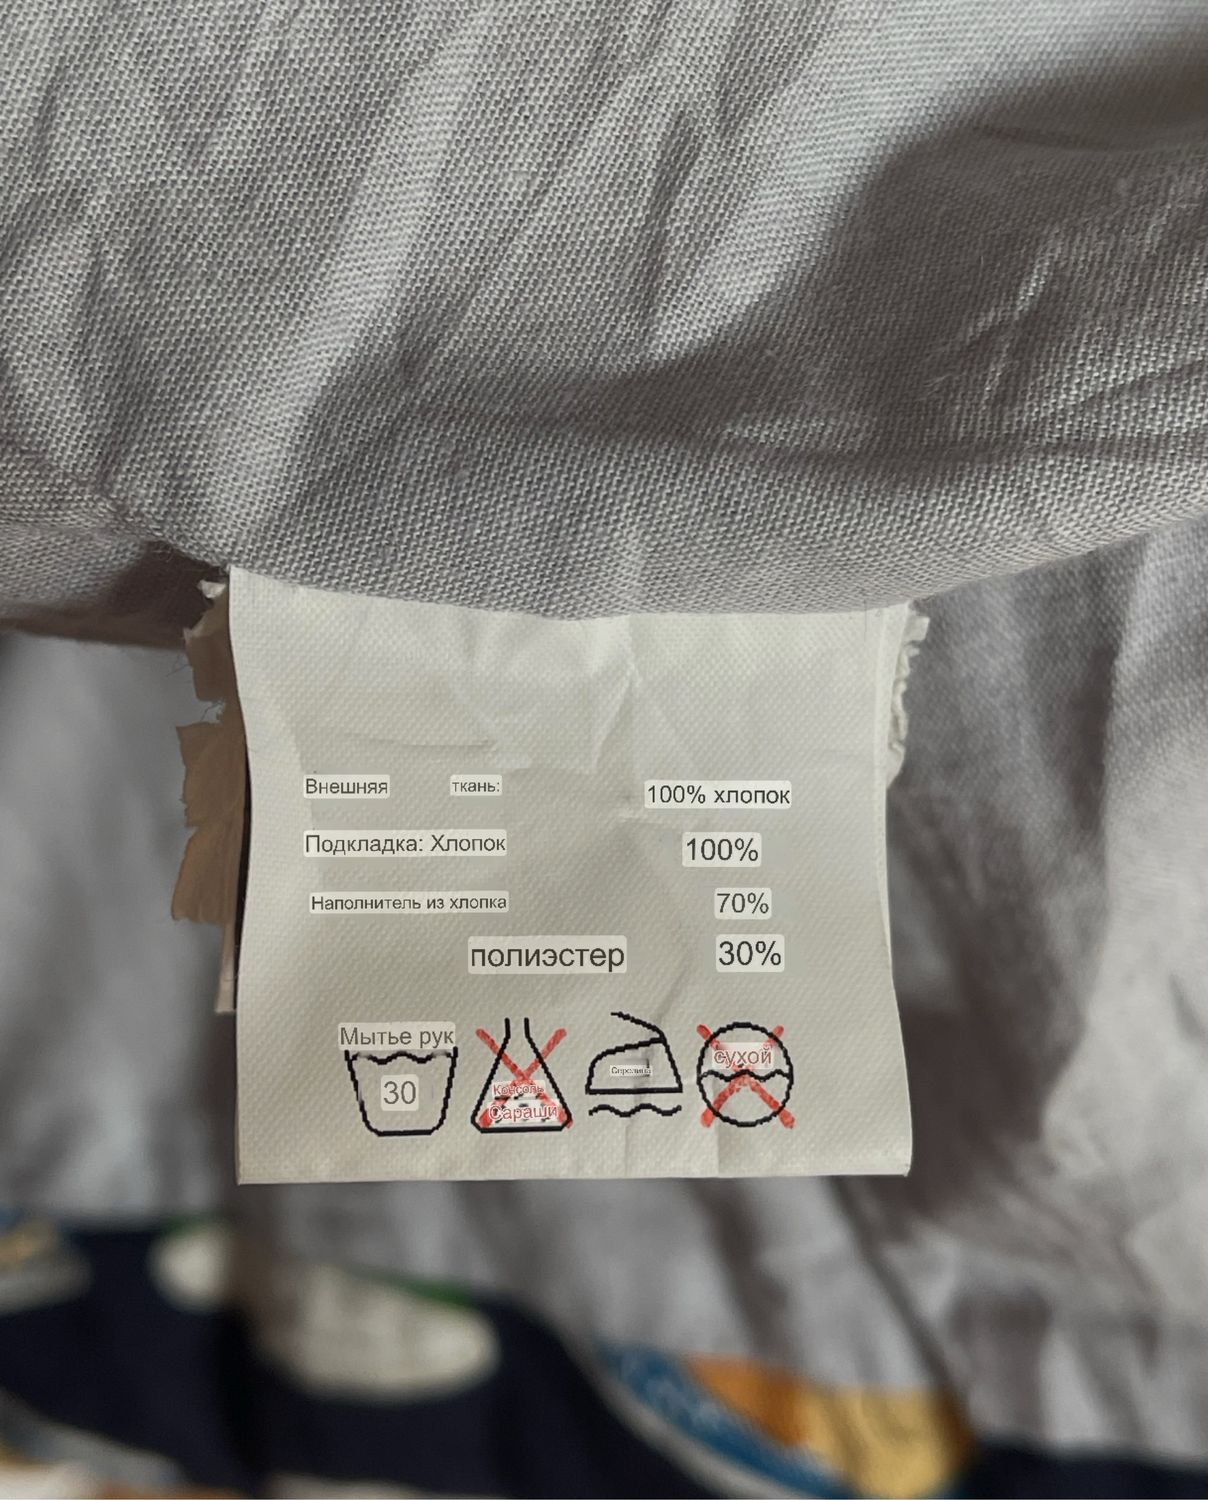 Внешняя ткань: 100% хлопок
Подкладка: Хлопок 100%
Наполнитель из хлопка 70%
полиэстер 30%
Мытье рук
30
Консоль
Сараши
сухой